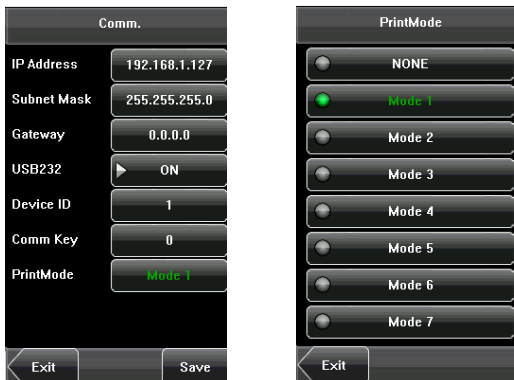 Comm.
IP Address 192.168.1.127
Subnet Mask 255.255.255.0
Gateway 0.0.0.0
USB232 ON
Device ID 1
Comm Key 0
PrintMode Mode 1
Exit Save
PrintMode
NONE
Mode 1
Mode 2
Mode 3
Mode 4
Mode 5
Mode 6
Mode 7
Exit